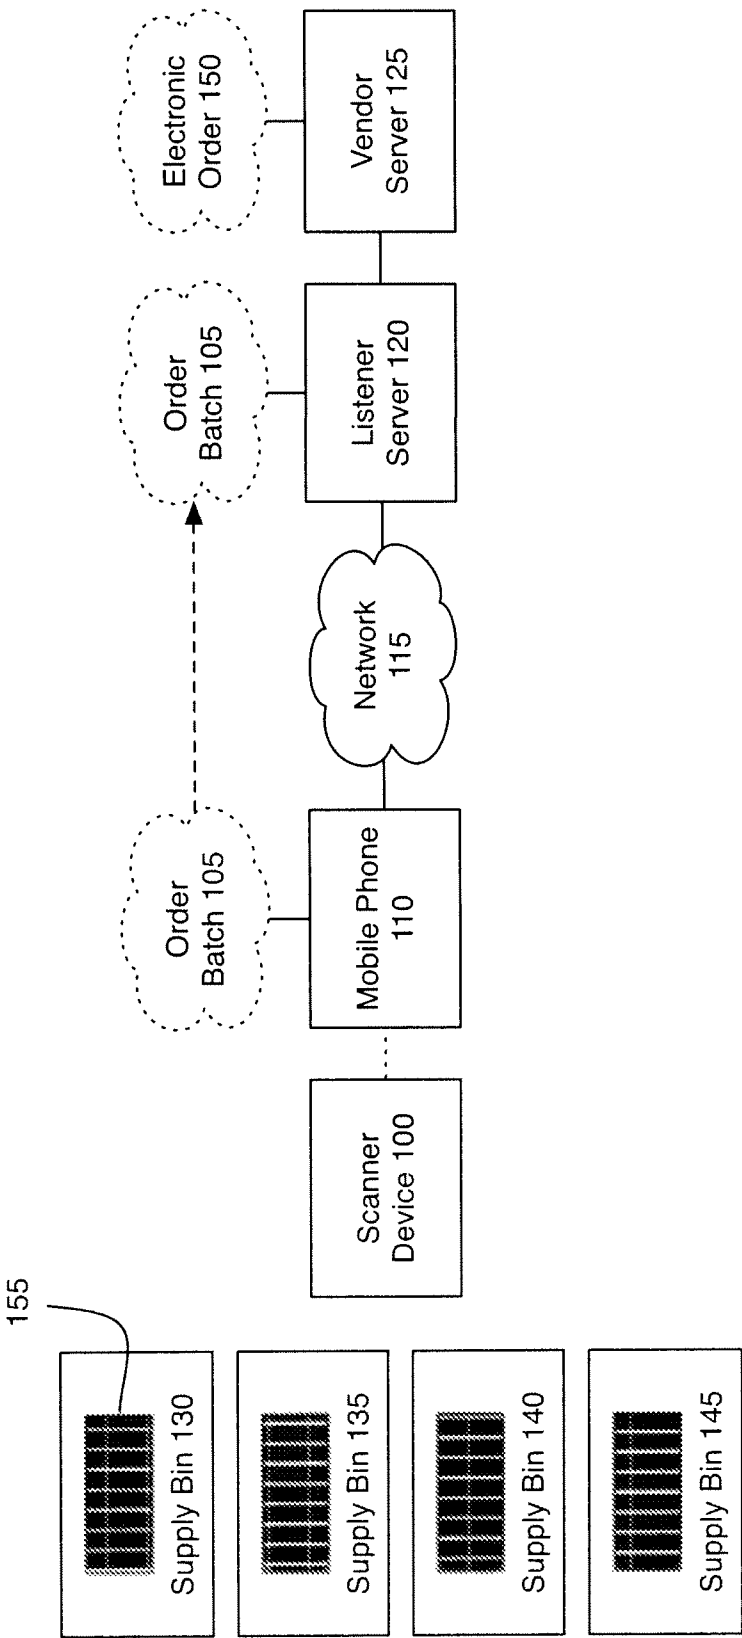 155
Supply Bin 130
Supply Bin 135
Supply Bin 140
Supply Bin 145
Scanner
Device 100
Order
Batch 105
Mobile Phone
110
Network
115
Order
Batch 105
Listener
Server 120
Electronic
Order 150
Vendor
Server 125